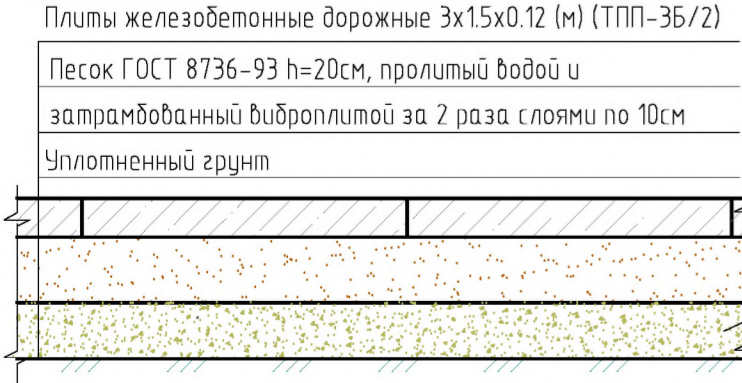 Плиты железобетонные дорожные 3х1.5х0.12 (м) (ТПП-3Б/2)
Песок ГОСТ 8736-93 h=20см, пролитый водой и
затрамбованный виброплитой за 2 раза слоями по 10см
Уплотненный грунт